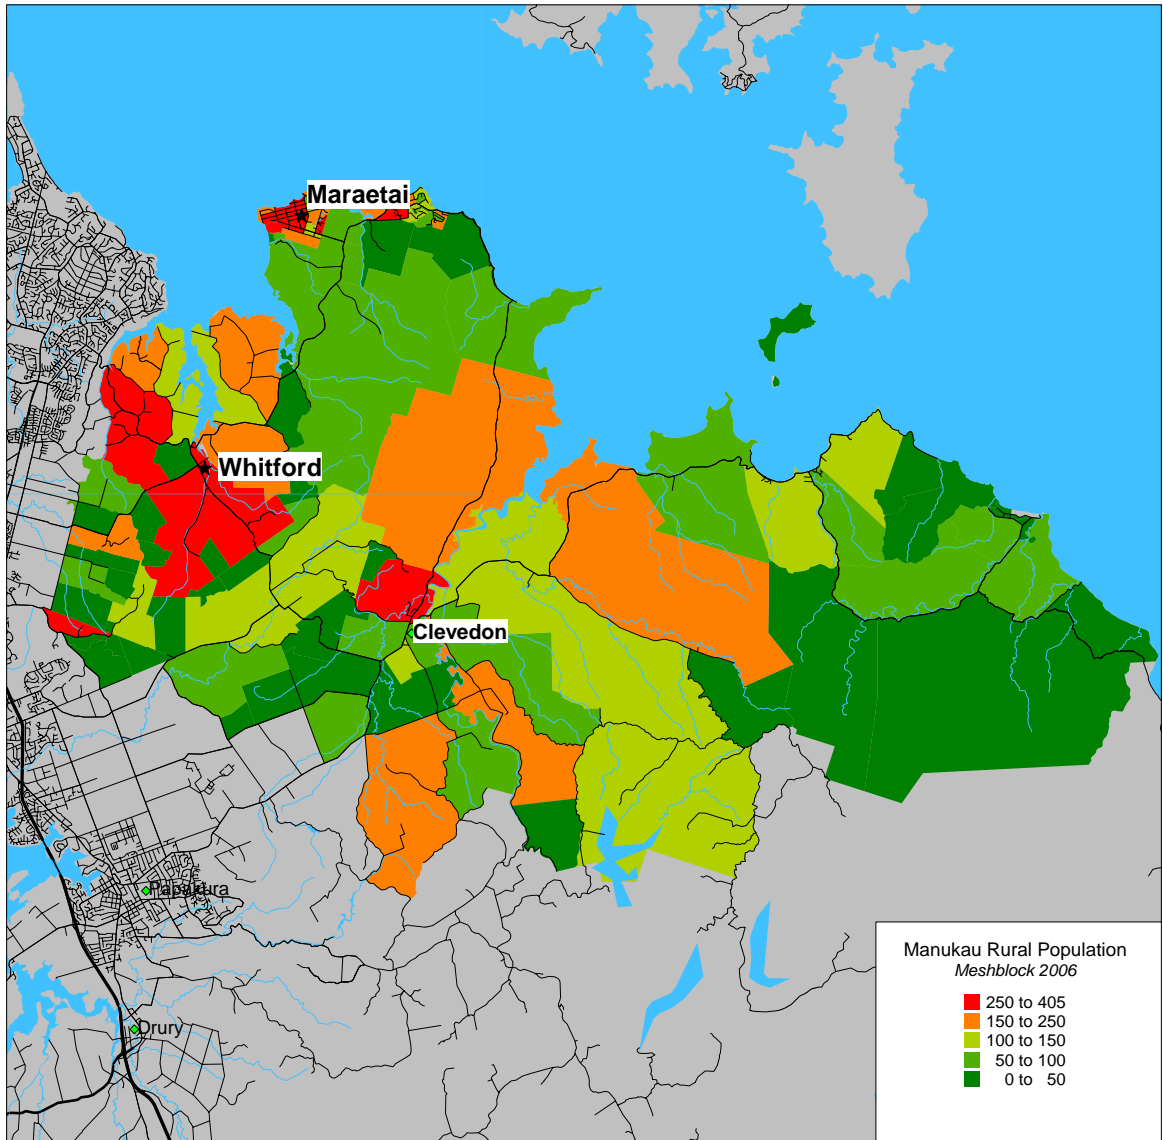 Maraetai
Whitford
Clevedon
Papakura
Drury
Manukau Rural Population
Meshblock 2006
250 to 405
150 to 250
100 to 150
50 to 100
0 to 50